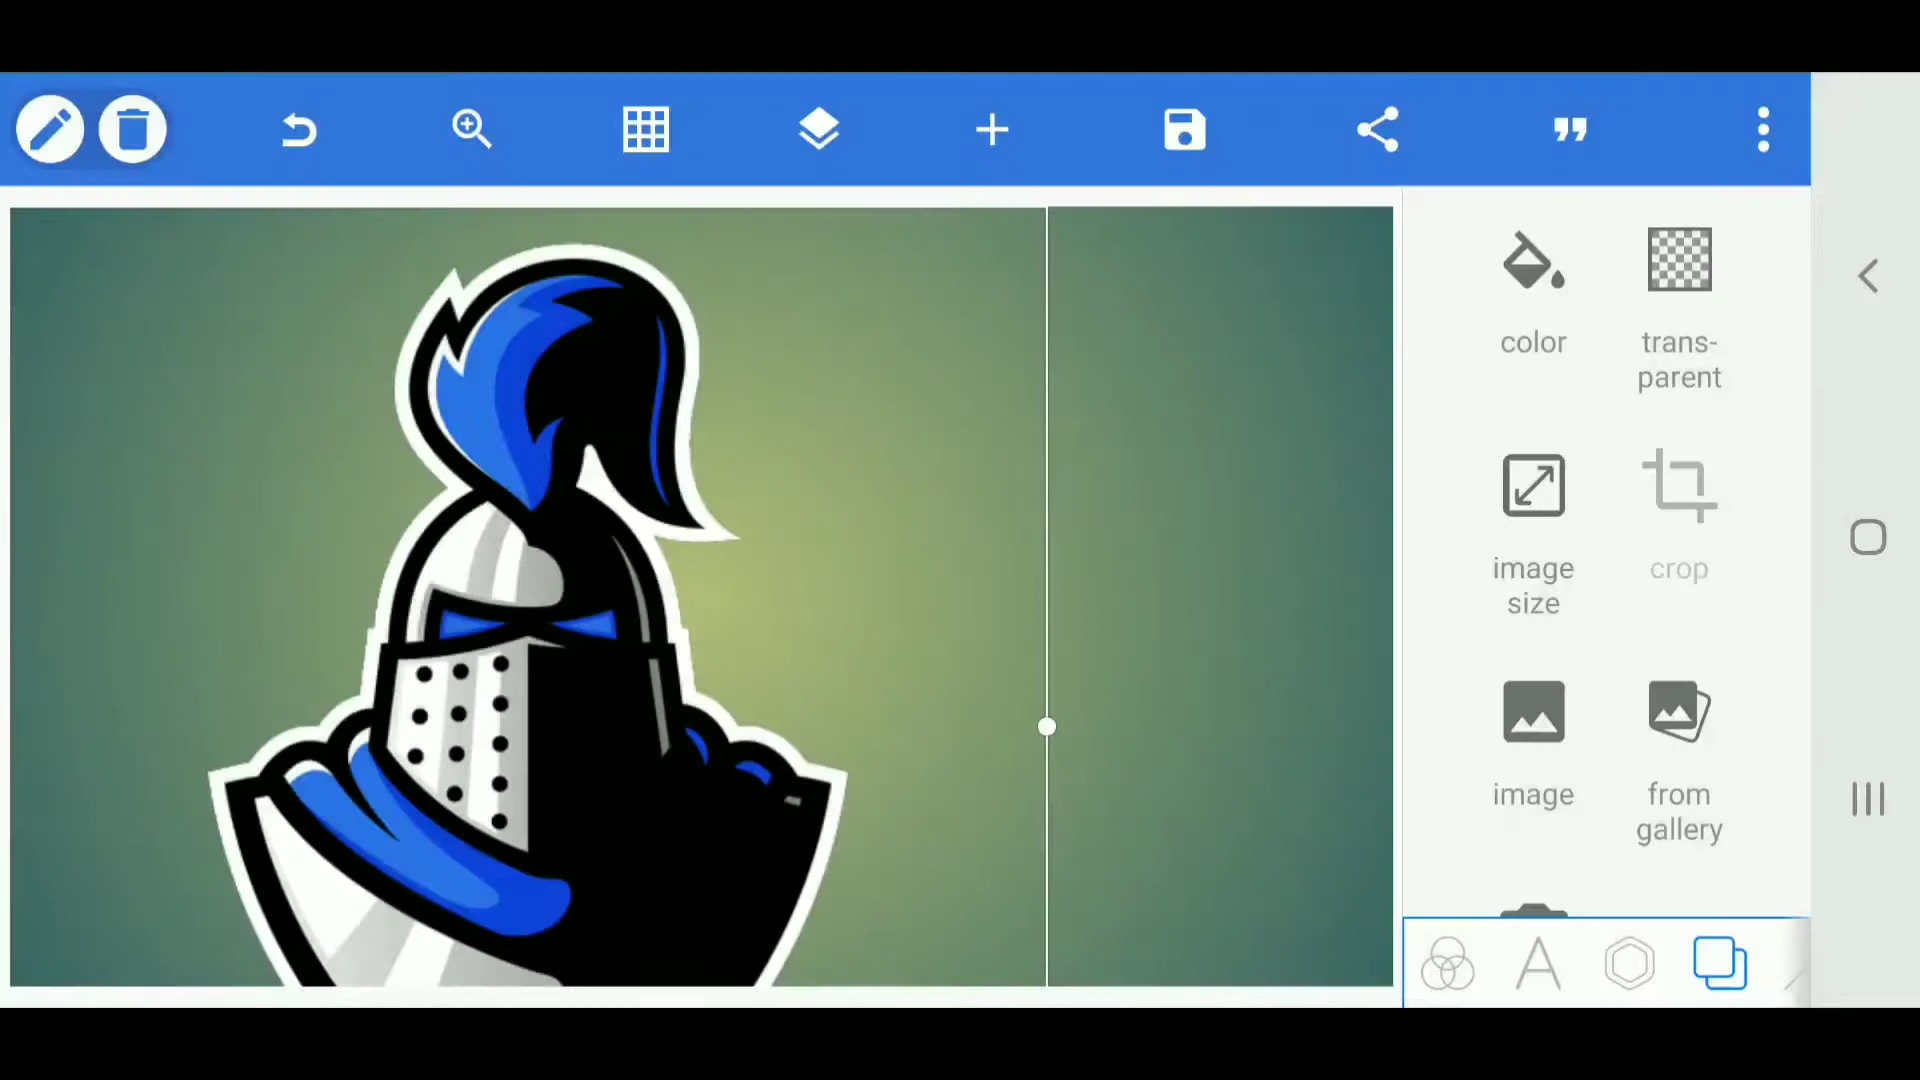 color
trans-
parent
image
size
crop
image
from
gallery